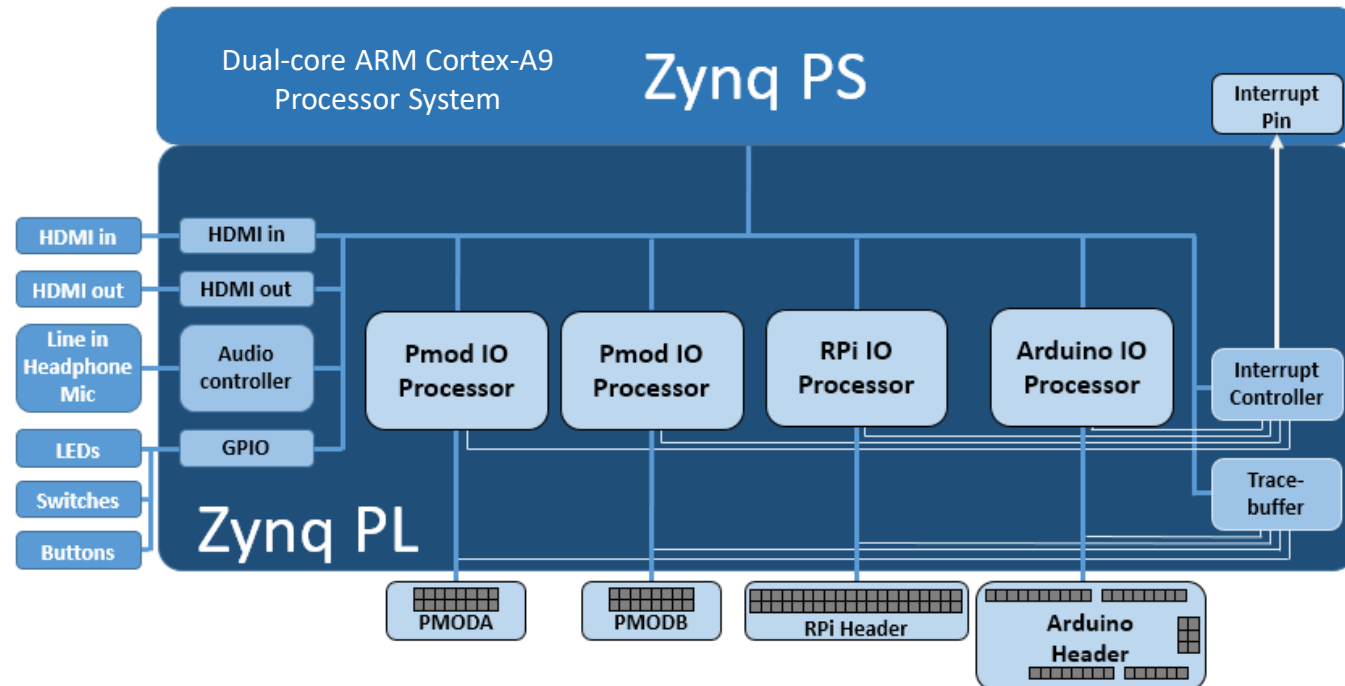 Dual-core ARM Cortex-A9
Processor System
Zynq PS
Interrupt
Pin
HDMI in
HDMI in
HDMI out
HDMI out
Line in
Headphone
Mic
Audio
controller
Pmod IO
Processor
Pmod IO
Processor
RPi IO
Processor
Arduino IO
Processor
Interrupt
Controller
LEDs
GPIO
Switches
Buttons
Zynq PL
Trace-
buffer
PMODA
PMODB
RPi Header
Arduino
Header